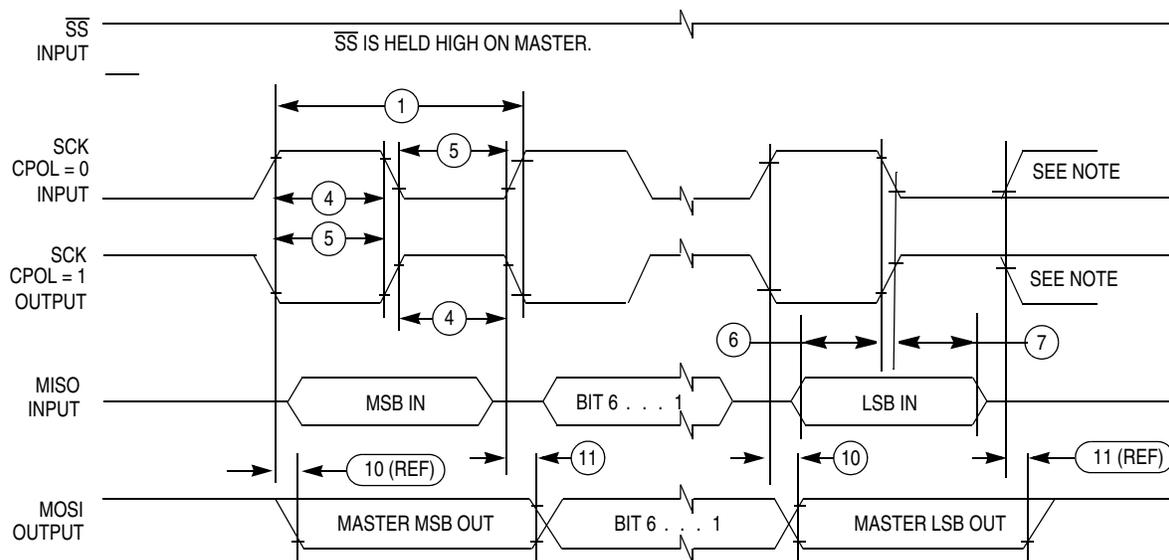 SS
INPUT
SS IS HELD HIGH ON MASTER.
1
SCK
CPOL = 0
INPUT
5
SEE NOTE
4
5
SCK
CPOL = 1
OUTPUT
SEE NOTE
4
6
7
MISO
INPUT
MSB IN
BIT 6 . . . 1
LSB IN
10 (REF)
11
10
11 (REF)
MOSI
OUTPUT
MASTER MSB OUT
BIT 6 . . . 1
MASTER LSB OUT